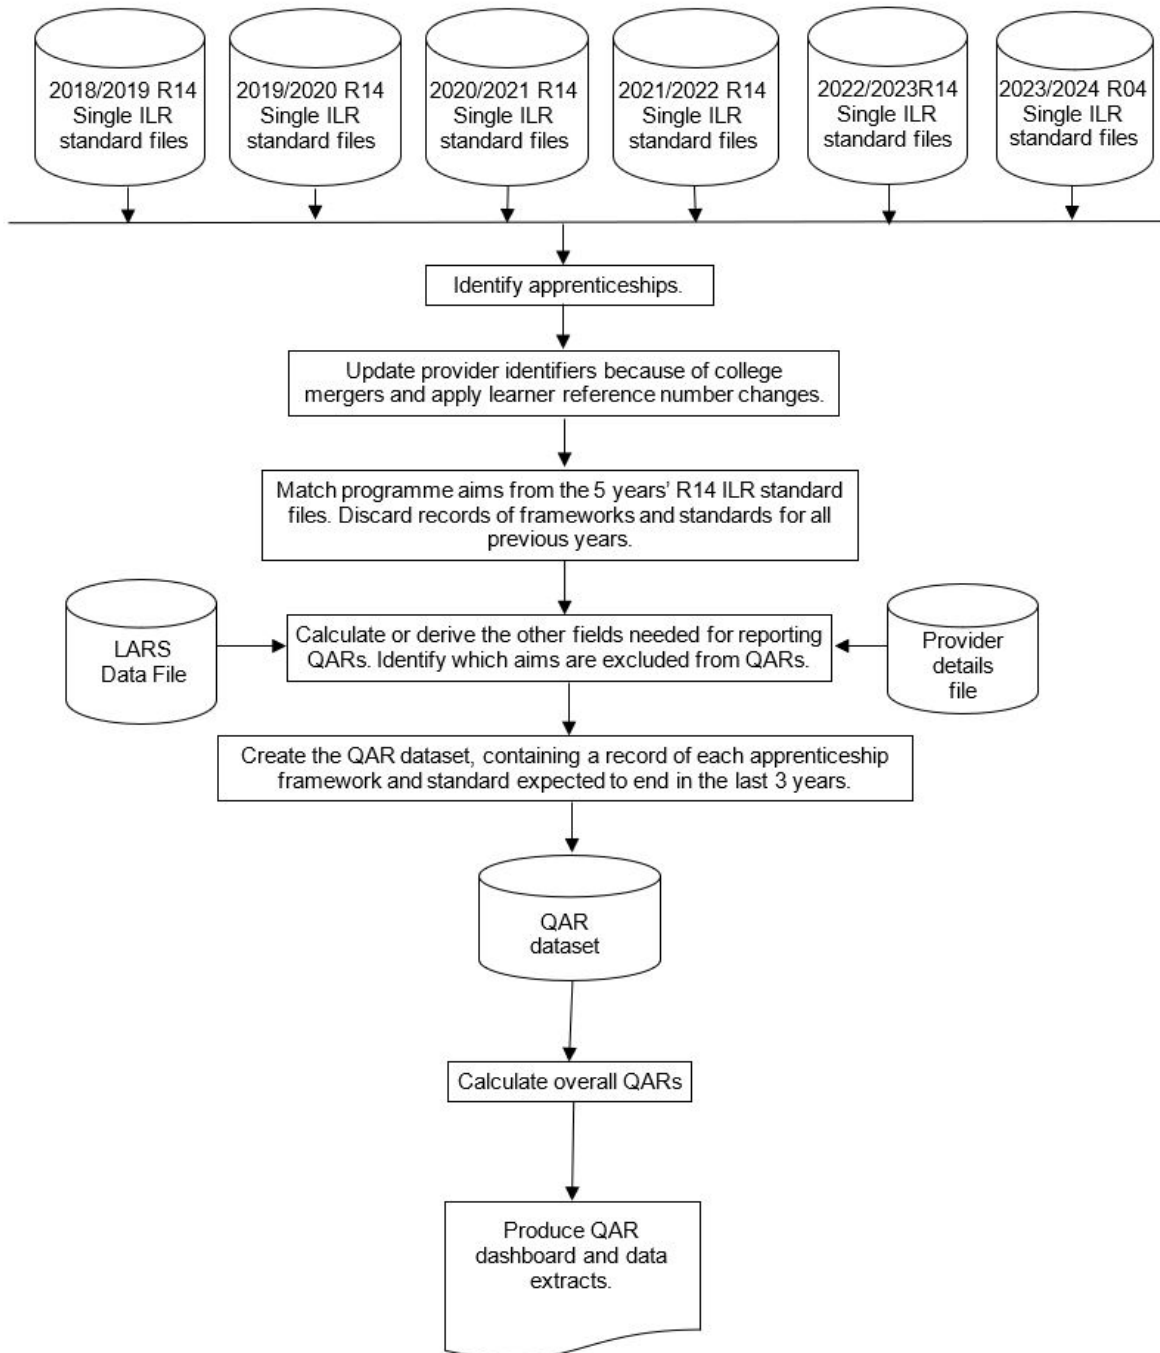 2018/2019 R14
Single ILR
standard files
2019/2020 R14
Single ILR
standard files
2020/2021 R14
Single ILR
standard files
2021/2022 R14
Single ILR
standard files
2022/2023R14
Single ILR
standard files
2023/2024 R04
Single ILR
standard files
Identify apprenticeships.
Update provider identifiers because of college
mergers and apply learner reference number changes.
Match programme aims from the 5 years’ R14 ILR standard
files. Discard records of frameworks and standards for all
previous years.
LARS
Data File
Calculate or derive the other fields needed for reporting
QARs. Identify which aims are excluded from QARs.
Provider
details
file
Create the QAR dataset, containing a record of each apprenticeship
framework and standard expected to end in the last 3 years.
QAR
dataset
Calculate overall QARs
Produce QAR
dashboard and data
extracts.